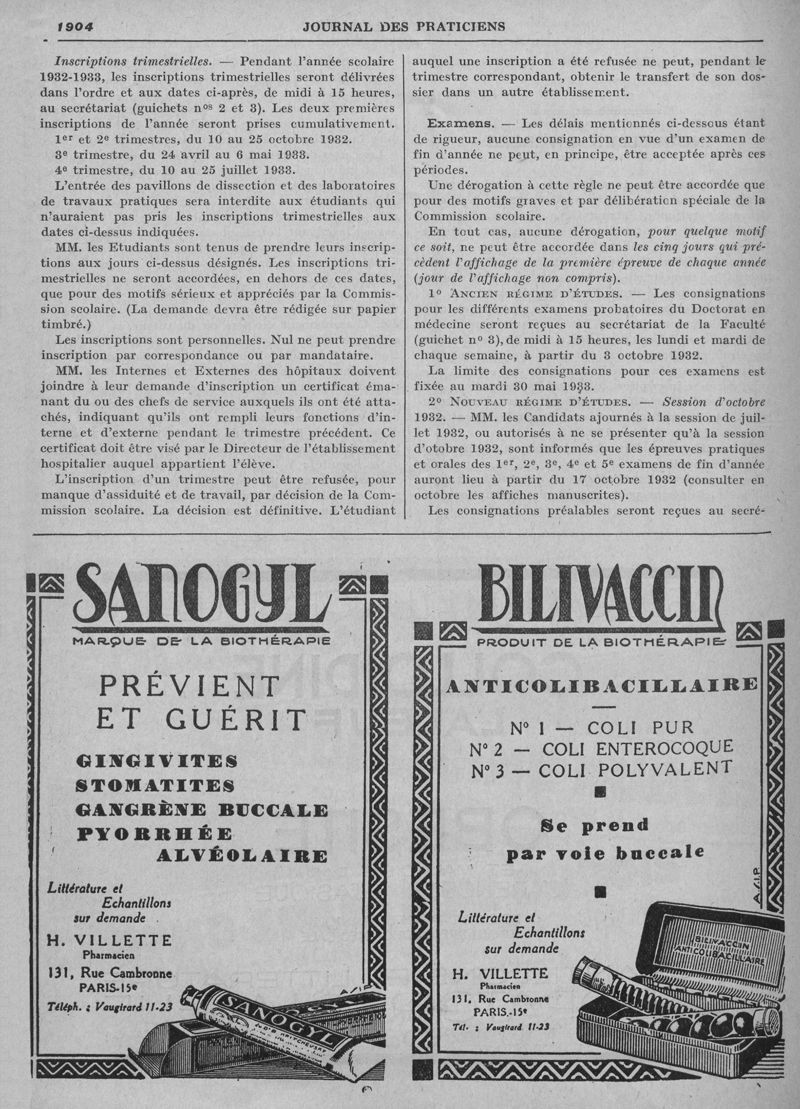 1904
JOURNAL DES PRATICIENS
Inscriptions trimestrielles. — Pendant l'année scolaire
1932-1933, les inscriptions trimestrielles seront délivrées
dans l'ordre et aux dates ci-après, de midi à 15 heures,
au secrétariat (guichets nos 2 et 3). Les deux premières
inscriptions de l'année seront prises cumulativement.
1er et 2e trimestres, du 10 au 25 octobre 1932.
3e trimestre, du 24 avril au 6 mai 1933.
4e trimestre, du 10 au 25 juillet 1933.
L'entrée des pavillons de dissection et des laboratoires
de travaux pratiques sera interdite aux étudiants qui
n'auraient pas pris les inscriptions trimestrielles aux
dates ci-dessus indiquées.
MM. les Etudiants sont tenus de prendre leurs inscrip-
tions aux jours ci-dessus désignés. Les inscriptions tri-
mestrielles ne seront accordées, en dehors de ces dates,
que pour des motifs sérieux et appréciés par la Commis-
sion scolaire. (La demande devra être rédigée sur papier
timbré.)
Les inscriptions sont personnelles. Nul ne peut prendre
inscription par correspondance ou par mandataire.
MM. les Internes et Externes des hôpitaux doivent
joindre à leur demande d'inscription un certificat éma-
nant du ou des chefs de service auxquels ils ont été atta-
chés, indiquant qu'ils ont rempli leurs fonctions d'in-
terne et d'externe pendant le trimestre précédent. Ce
certificat doit être visé par le Directeur de l'établissement
hospitalier auquel appartient l'élève.
L'inscription d'un trimestre peut être refusée, pour
manque d'assiduité et de travail, par décision de la Com-
mission scolaire. La décision est définitive. L'étudiant
auquel une inscription a été refusée ne peut, pendant le
trimestre correspondant, obtenir le transfert de son dos-
sier dans un autre établissement.
Examens. — Les délais mentionnés ci-dessous étant
de rigueur, aucune consignation en vue d'un examen de
fin d'année ne peut, en principe, être acceptée après ces
périodes.
Une dérogation à cette règle ne peut être accordée que
pour des motifs graves et par délibération spéciale de la
Commission scolaire.
En tout cas, aucune dérogation, pour quelque motif
ce soit, ne peut être accordée dans les cinq jours qui pré-
cèdent l'affichage de la première épreuve de chaque année
(jour de l'affichage non compris).
1o ANCIEN RÉGIME D'ÉTUDES. — Les consignations
pour les différents examens probatoires du Doctorat en
médecine seront reçues au secrétariat de la Faculté
(guichet no 3), de midi à 15 heures, les lundi et mardi de
chaque semaine, à partir du 3 octobre 1932.
La limite des consignations pour ces examens est
fixée au mardi 30 mai 1933.
2o NOUVEAU RÉGIME D'ÉTUDES. — Session d'octobre
1932. — MM. les Candidats ajournés à la session de juil-
let 1932, ou autorisés à ne se présenter qu'à la session
d'otobre 1932, sont informés que les épreuves pratiques
et orales des 1er, 2e, 3e, 4e et 5e examens de fin d'année
auront lieu à partir du 17 octobre 1932 (consulter en
octobre les affiches manuscrites).
Les consignations préalables seront reçues au secré-
SANOGYL
MARQUE DE LA BIOTHÉRAPIE
PRÉVIENT
ET GUÉRIT
GINGIVITES
STOMATITES
GANGRÈNE BUCCALE
PYORRHÉE
ALVÉOLAIRE
Littérature et
Echantillons
sur demande
H. VILLETTE
Pharmacien
131, Rue Cambronne
PARIS-15e
Téléph. : Vaugirard 11-23
SANOGYL
BILIVACCIN
PRODUIT DE LA BIOTHÉRAPIE
ANTICOLIBACILLAIRE
N° 1 — COLI PUR
N° 2 — COLI ENTEROCOQUE
N° 3 — COLI POLYVALENT
Se prend
par voie buccale
Littérature et
Echantillons
sur demande
H. VILLETTE
Pharmacien
131, Rue Cambronne
PARIS.-15e
Tél. : Vaugirard 11-23
BILIVACCIN
ANTICOLIBACILLAIRE